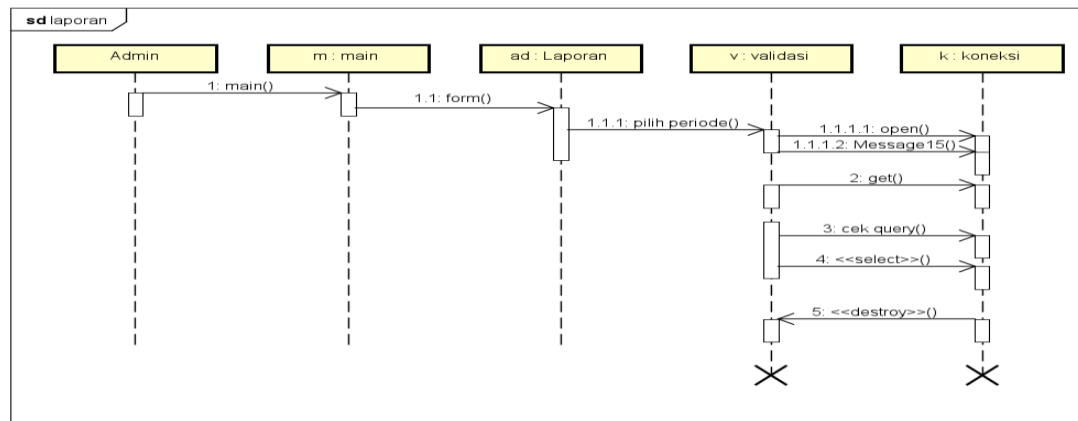 sd laporan
Admin
m : main
ad : Laporan
v : validasi
k : koneksi
1: main()
1.1: form()
1.1.1: pilih periode()
1.1.1.1: open()
1.1.1.2: Message15()
2: get()
3: cek query()
4: <<select>>()
5: <<destroy>>()